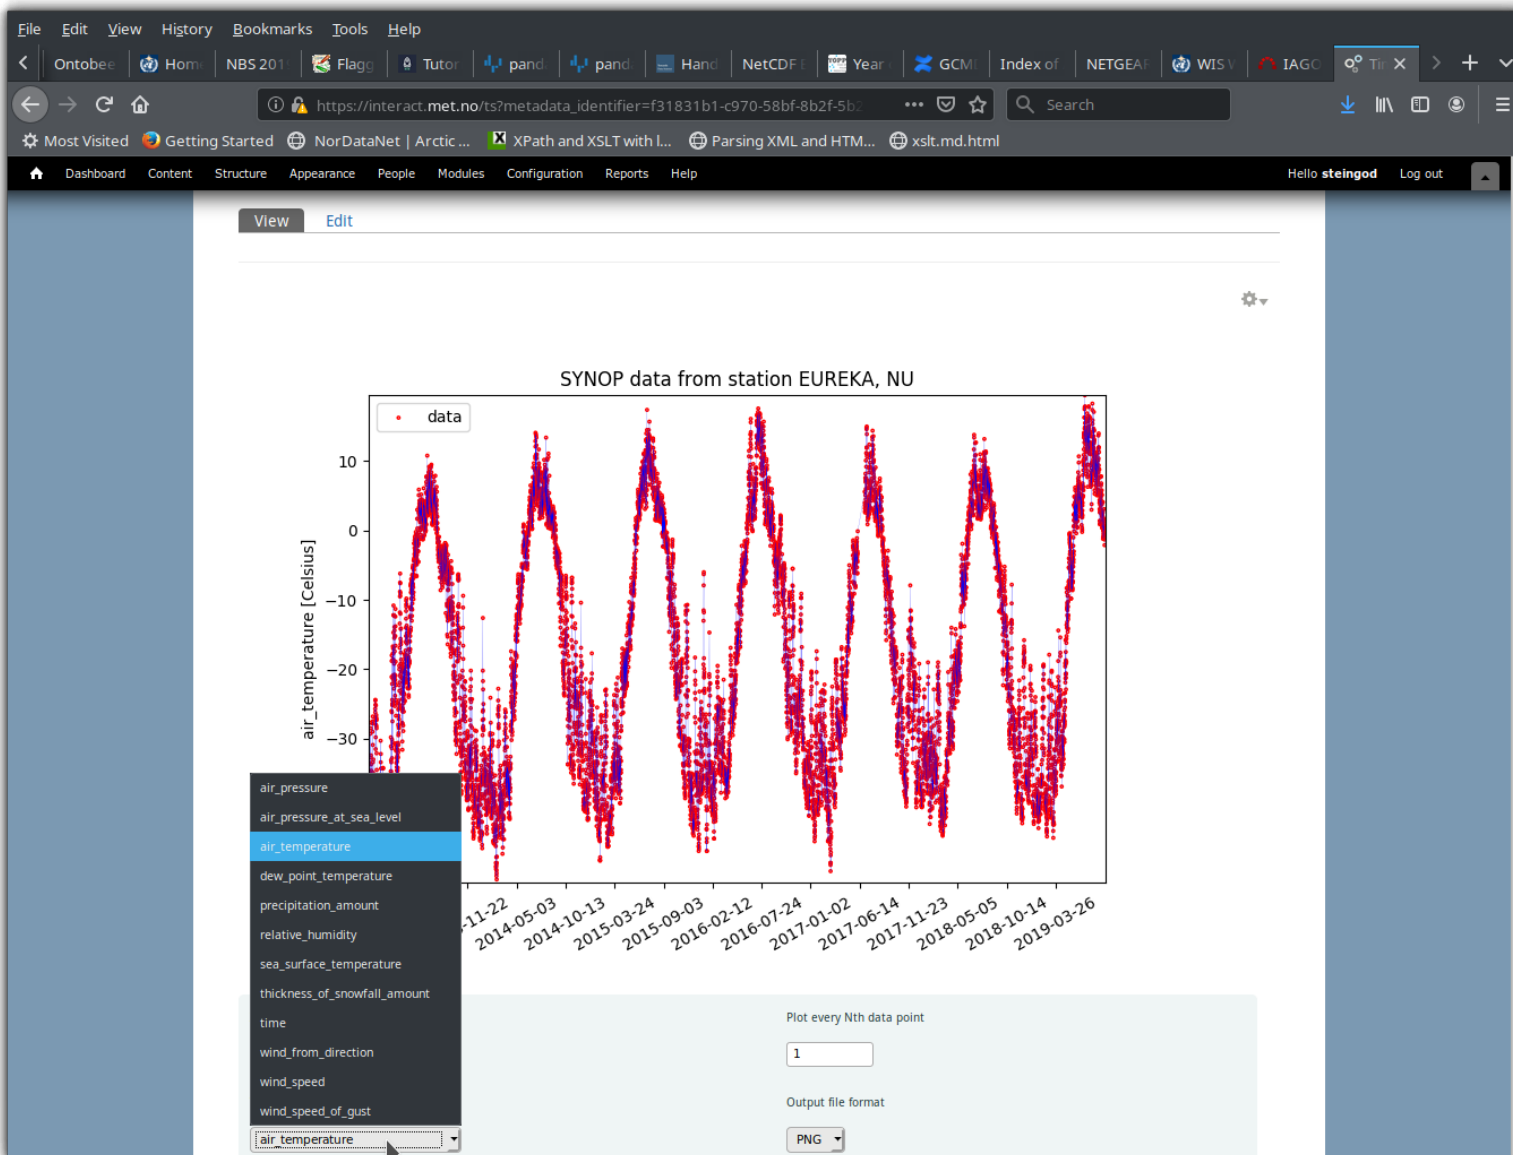 File Edit View History Bookmarks Tools Help
Ontobee Hom NBS 201 Flagg Tutor pand pand Hand NetCDF Year GCM Index of NETGEAR WIS IAGO Tir
https://interact.met.no/ts?metadata_identifier=f31831b1-c970-58bf-8b2f-5b2 Search
Most Visited Getting Started NorDataNet | Arctic ... XPath and XSLT with l... Parsing XML and HTM... xslt.md.html
Dashboard Content Structure Appearance People Modules Configuration Reports Help Hello steingod Log out
View Edit
SYNOP data from station EUREKA, NU
data
10
0
−10
−20
−30
air_temperature [Celsius]
-11-22 2014-05-03 2014-10-13 2015-03-24 2015-09-03 2016-02-12 2016-07-24 2017-01-02 2017-06-14 2017-11-23 2018-05-05 2018-10-14 2019-03-26
air_pressure
air_pressure_at_sea_level
air_temperature
dew_point_temperature
precipitation_amount
relative_humidity
sea_surface_temperature
thickness_of_snowfall_amount
time
wind_from_direction
wind_speed
wind_speed_of_gust
air_temperature
Plot every Nth data point
1
Output file format
PNG